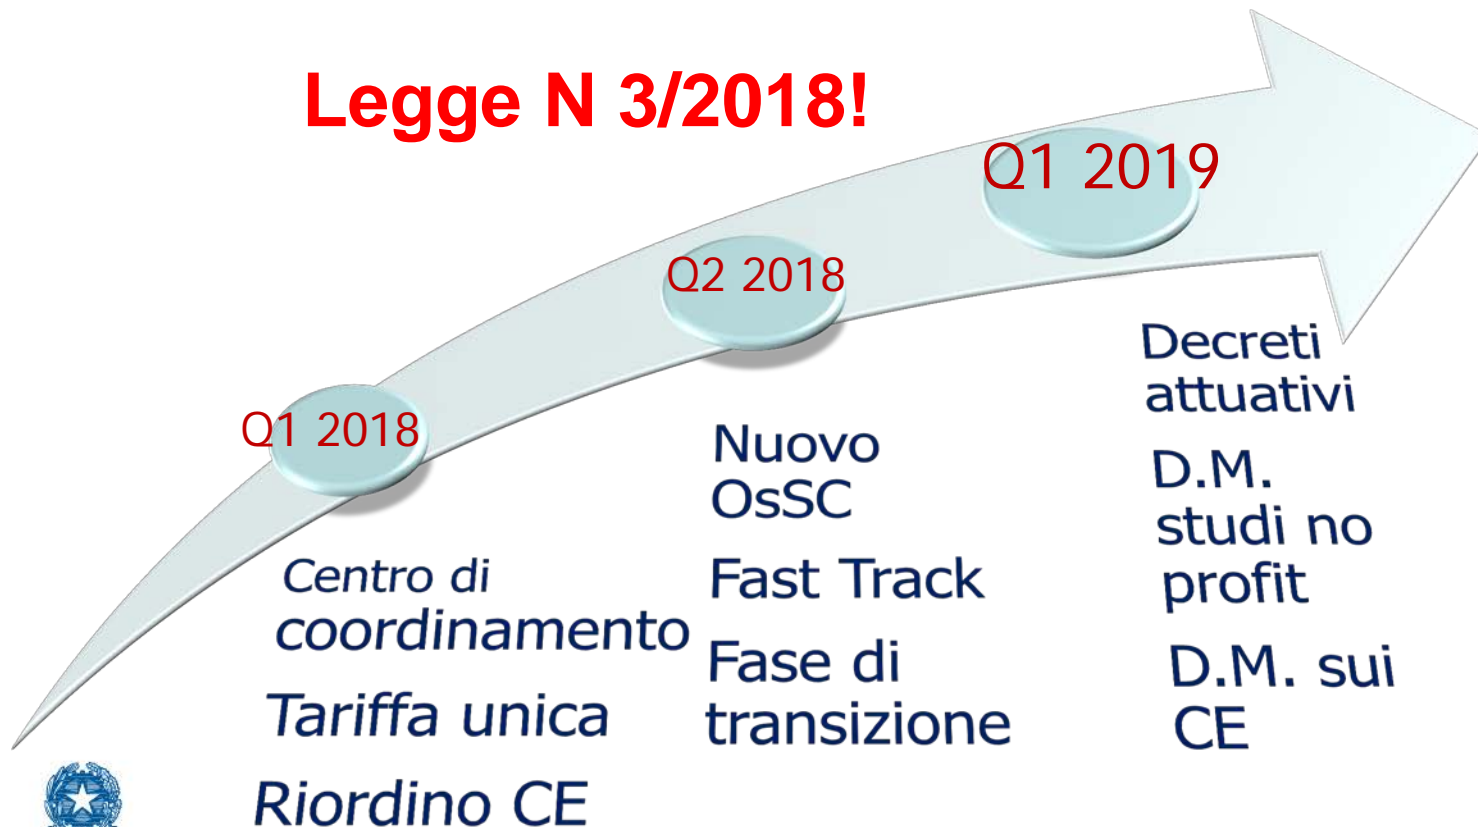 Legge N 3/2018!
Q1 2018
Centro di
coordinamento
Tariffa unica
Riordino CE
Q2 2018
Nuovo
OsSC
Fast Track
Fase di
transizione
Q1 2019
Decreti
attuativi
D.M.
studi no
profit
D.M. sui
CE